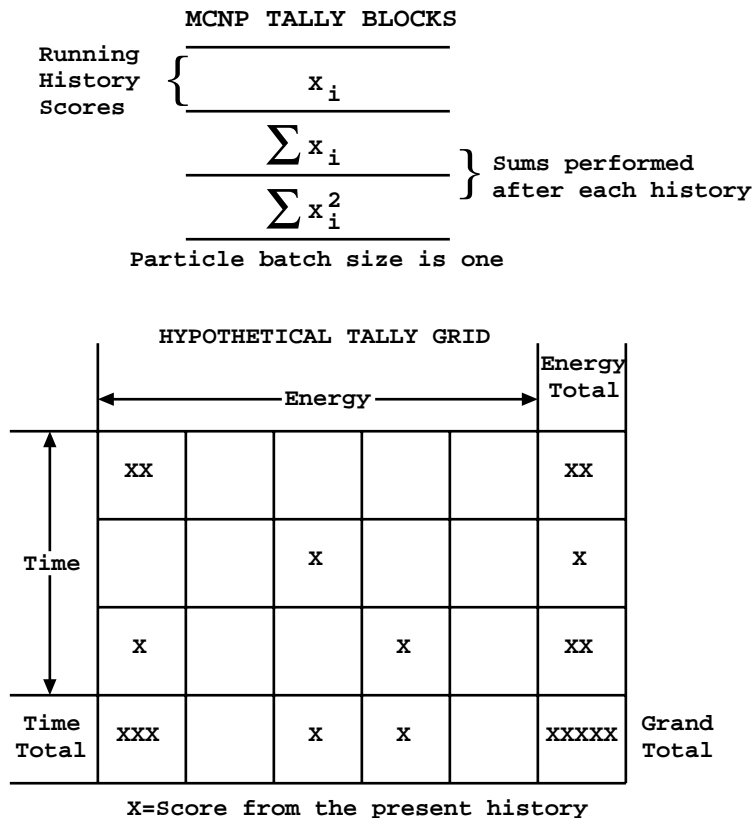 MCNP TALLY BLOCKS
Running
History
Scores
x_i
∑ x_i
∑ x_i^2
Sums performed
after each history
Particle batch size is one
HYPOTHETICAL TALLY GRID
Energy
Total
Energy
XX XX
Time X X
X X XX
Time
Total
XXX X X XXXXX
Grand
Total
X=Score from the present history